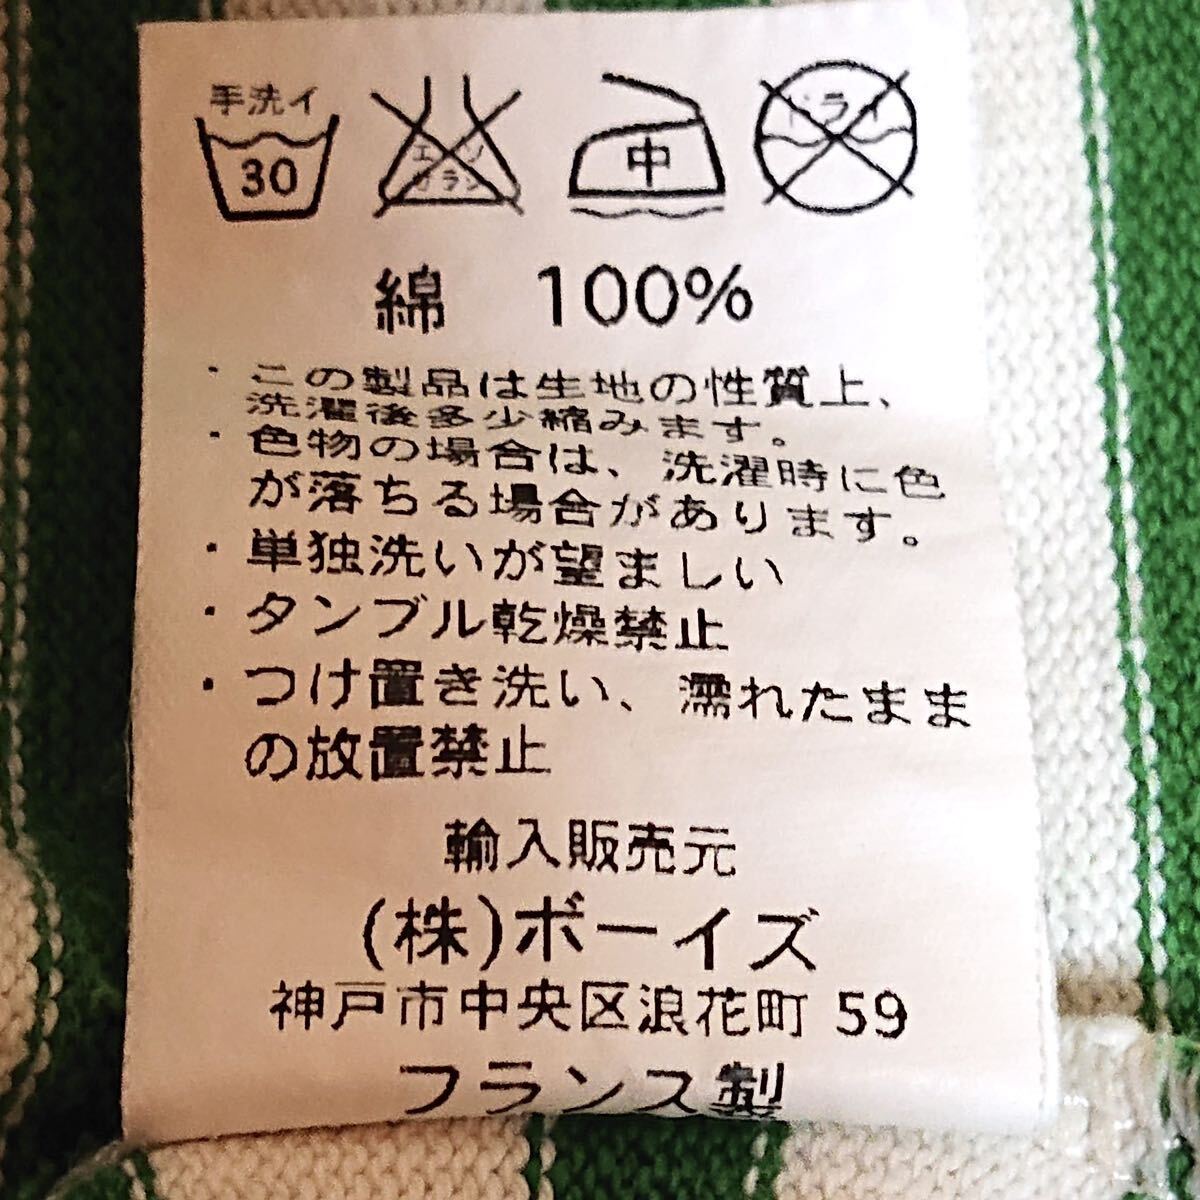 手洗イ
30
エンソ
サラシ
中
ドライ
綿 100%
・この製品は生地の性質上、
洗濯後多少縮みます。
・色物の場合は、洗濯時に色
が落ちる場合があります。
・単独洗いが望ましい
・タンブル乾燥禁止
・つけ置き洗い、濡れたまま
の放置禁止
輸入販売元
(株)ボーイズ
神戸市中央区浪花町 59
フランス製